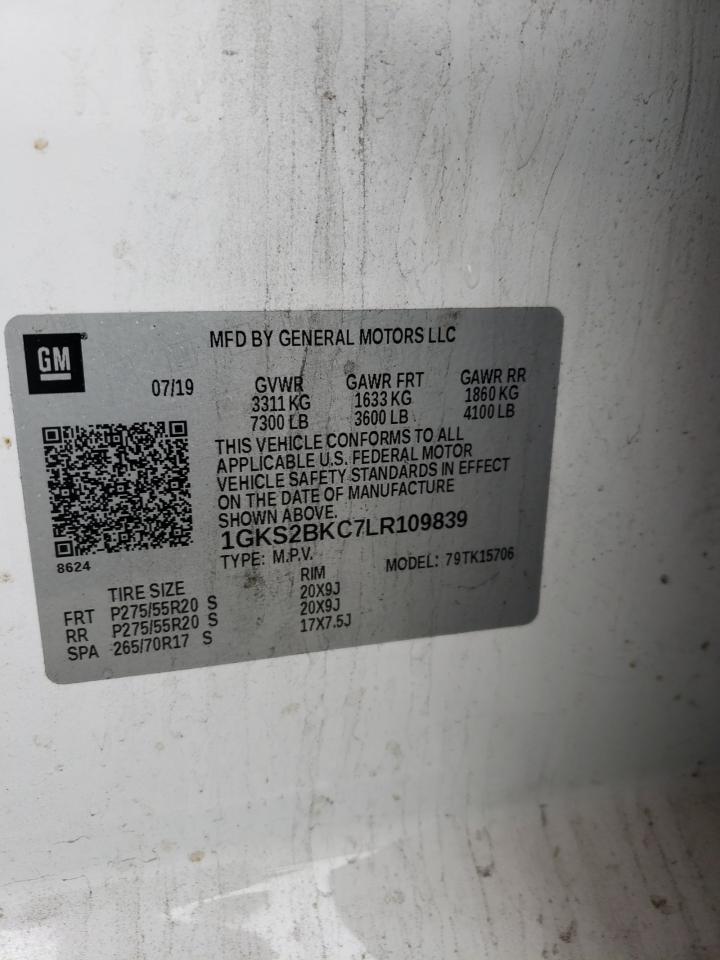 GM
MFD BY GENERAL MOTORS LLC
07/19 GVWR GAWR FRT GAWR RR
3311 KG 1633 KG 1860 KG
7300 LB 3600 LB 4100 LB
THIS VEHICLE CONFORMS TO ALL
APPLICABLE U.S. FEDERAL MOTOR
VEHICLE SAFETY STANDARDS IN EFFECT
ON THE DATE OF MANUFACTURE
SHOWN ABOVE.
1GKS2BKC7LR109839
8624
TYPE: M.P.V. MODEL: 79TK15706
TIRE SIZE RIM
FRT P275/55R20 S 20X9J
RR P275/55R20 S 20X9J
SPA 265/70R17 S 17X7.5J